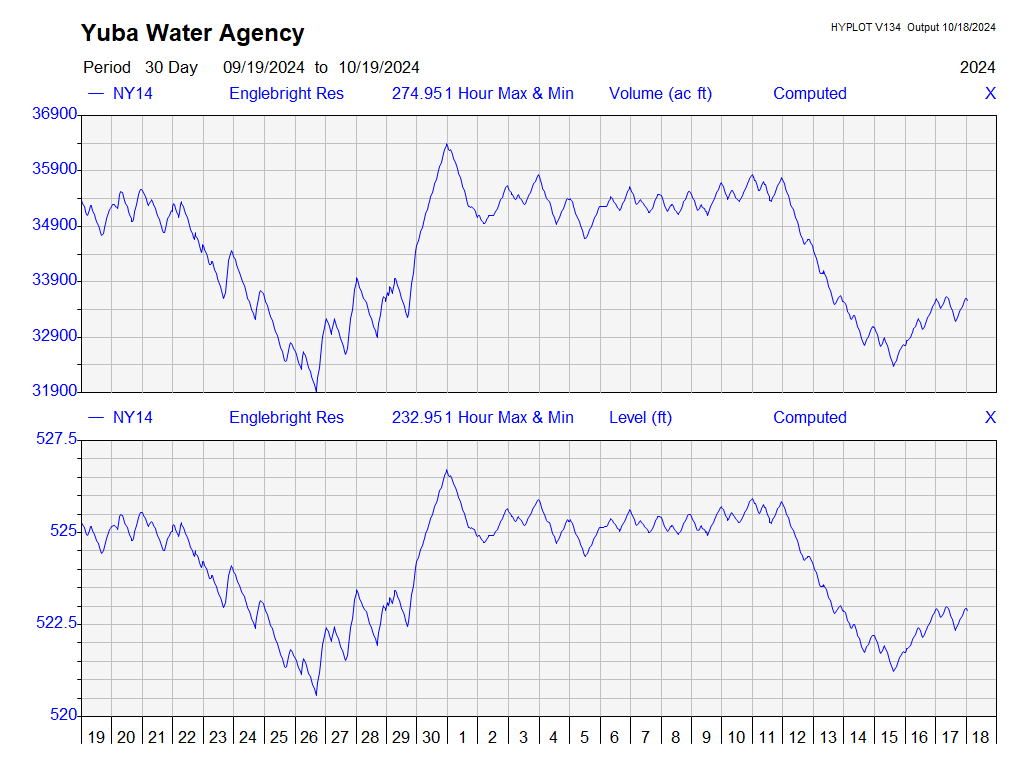 Yuba Water Agency
HYPLOT V134 Output 10/18/2024
Period 30 Day 09/19/2024 to 10/19/2024 2024
NY14 Englebright Res 274.951 Hour Max & Min Volume (ac ft) Computed X
36900
35900
34900
33900
32900
31900
NY14 Englebright Res 232.951 Hour Max & Min Level (ft) Computed X
527.5
525
522.5
520
19 20 21 22 23 24 25 26 27 28 29 30 1 2 3 4 5 6 7 8 9 10 11 12 13 14 15 16 17 18